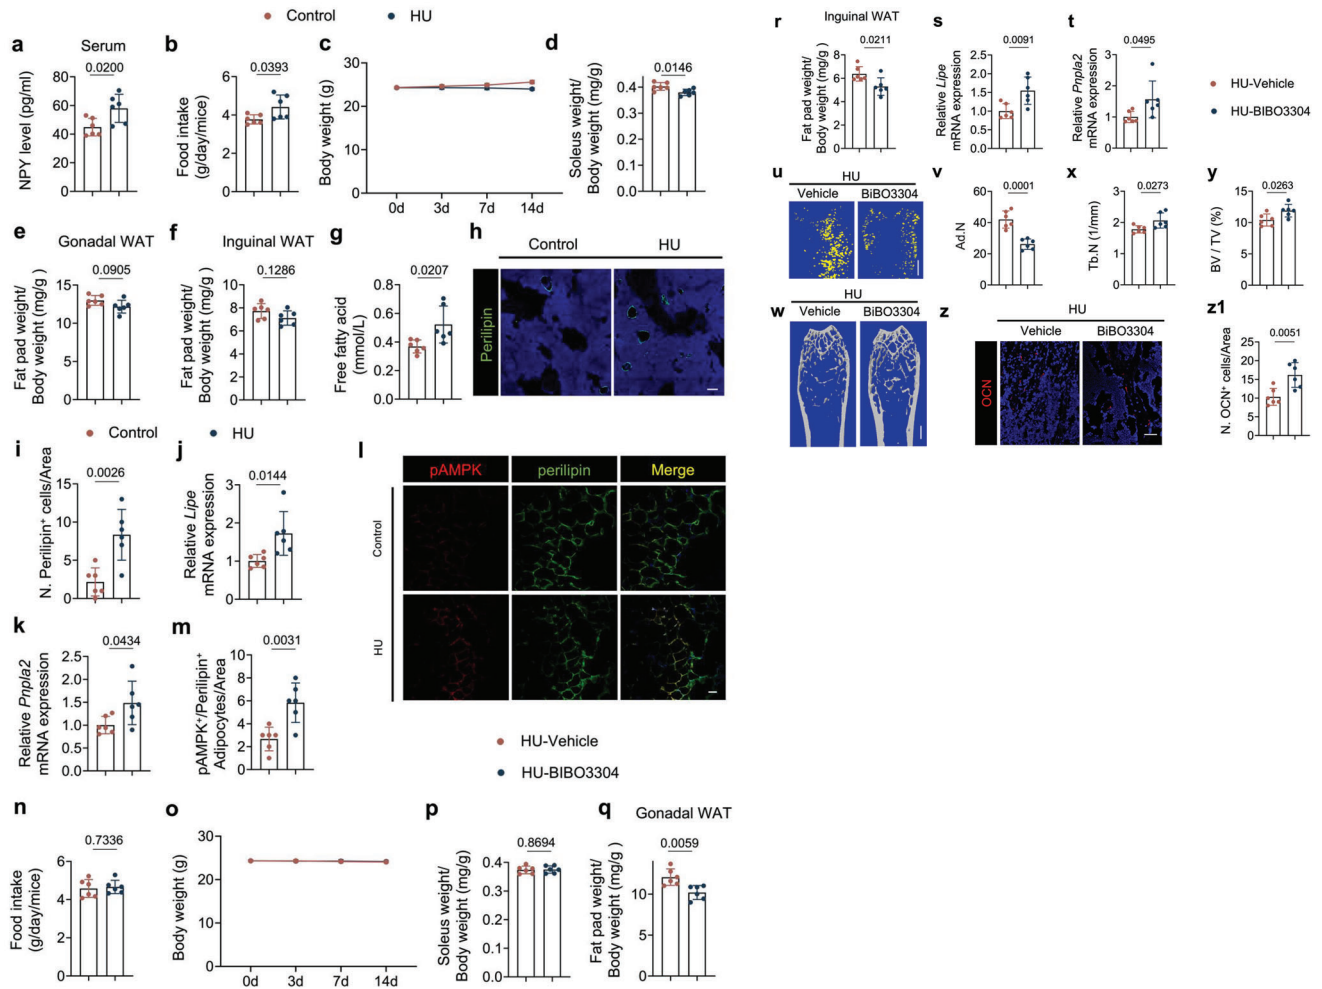 Control
HU
a
Serum
0.0200
NPY level (pg/ml)
80
60
40
20
0
b
0.0393
Food intake
(g/day/mice)
6
4
2
0
c
Body weight (g)
30
20
10
0
0d
3d
7d
14d
d
0.0146
Soleus weight/
Body weight (mg/g)
0.4
0.3
0.2
0.1
0.0
e
Gonadal WAT
0.0905
Fat pad weight/
Body weight (mg/g)
15
10
5
0
f
Inguinal WAT
0.1286
Fat pad weight/
Body weight (mg/g)
10
8
6
4
2
0
g
0.0207
Free fatty acid
(mmol/L)
0.8
0.6
0.4
0.2
0.0
h
Control
HU
Perilipin
Control
HU
i
0.0026
N. Perilipin⁺ cells/Area
15
10
5
0
j
0.0144
Relative Lipe
mRNA expression
3
2
1
0
k
0.0434
Relative Pnpla2
mRNA expression
2.5
2.0
1.5
1.0
0.5
0.0
m
0.0031
pAMPK⁺/Perilipin⁺
Adipocytes/Area
10
8
6
4
2
0
l
pAMPK
perilipin
Merge
Control
HU
HU-Vehicle
HU-BIBO3304
n
0.7336
Food intake
(g/day/mice)
6
4
2
0
o
Body weight (g)
30
20
10
0
0d
3d
7d
14d
p
0.8694
Soleus weight/
Body weight (mg/g)
0.4
0.3
0.2
0.1
0.0
q
Gonadal WAT
0.0059
Fat pad weight/
Body weight (mg/g )
10
5
0
r
Inguinal WAT
0.0211
Fat pad weight/
Body weight (mg/g )
8
6
4
2
0
s
0.0091
Relative Lipe
mRNA expression
2.5
2.0
1.5
1.0
0.5
0.0
t
0.0495
Relative Pnpla2
mRNA expression
3
2
1
0
HU-Vehicle
HU-BIBO3304
u
HU
Vehicle
BiBO3304
v
0.0001
Ad.N
60
40
20
0
x
0.0273
Tb.N (1/mm)
3
2
1
0
y
0.0263
BV / TV (%)
15
10
5
0
w
HU
Vehicle
BiBO3304
z
HU
Vehicle
BiBO3304
OCN
z1
0.0051
N. OCN⁺ cells/Area
25
20
15
10
5
0